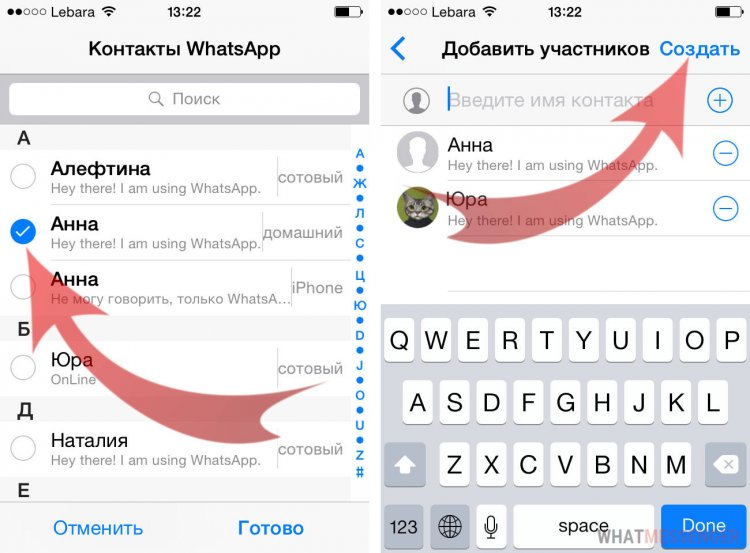 Lebara 13:22
Контакты WhatsApp
Поиск
А
Алефтина
Hey there! I am using WhatsApp.
сотовый
Анна
Hey there! I am using WhatsApp.
домашний
Анна
Не могу говорить, только WhatsA...
iPhone
Б
Юра
OnLine
сотовый
Д
Наталия
Hey there! I am using WhatsApp.
сотовый
Е
А
Ж
Л
С
Ц
Ю
D
J
O
U
Z
#
Отменить Готово
Lebara 13:22
Добавить участников Создать
Введите имя контакта
Анна
Hey there! I am using WhatsApp.
Юра
Hey there! I am using WhatsApp.
Q W E R T Y U I O P
A S D F G H J K L
Z X C V B N M
123 space Done
WHATMESSENGER